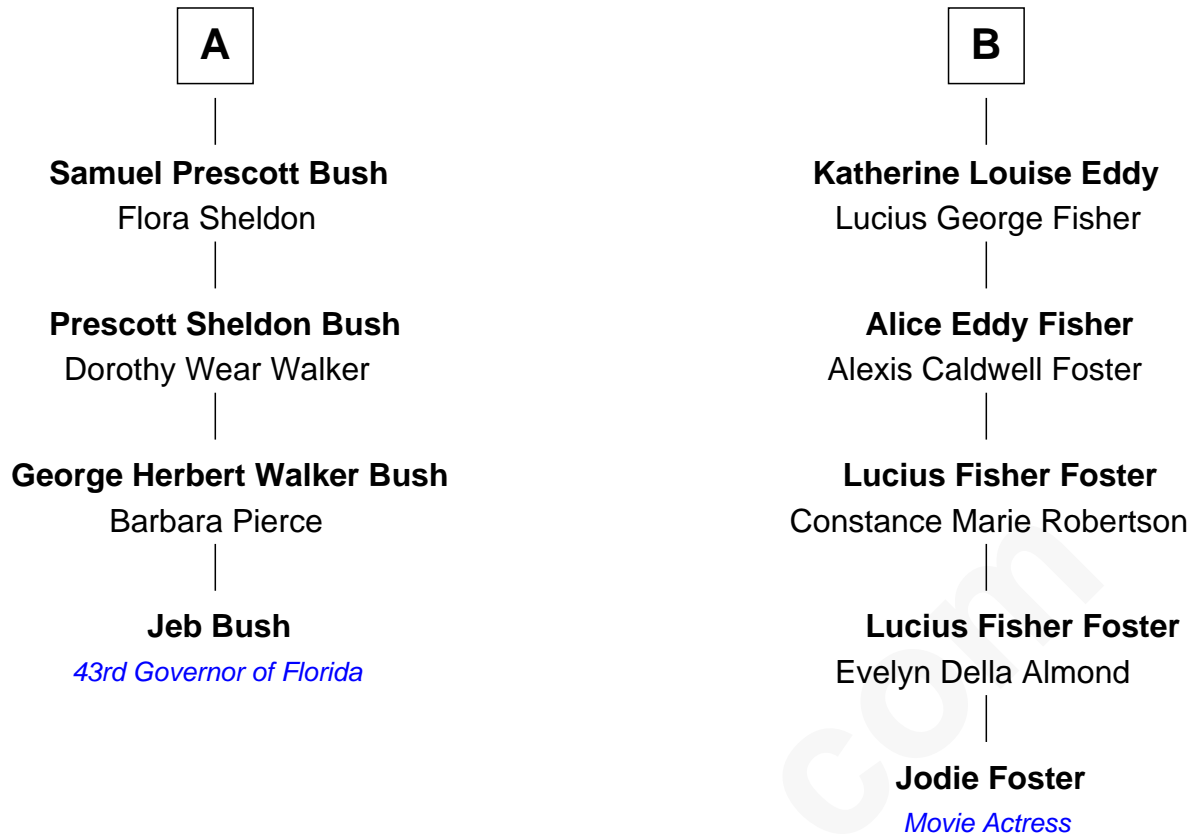 A
Samuel Prescott Bush
Flora Sheldon
Prescott Sheldon Bush
Dorothy Wear Walker
George Herbert Walker Bush
Barbara Pierce
Jeb Bush
43rd Governor of Florida
B
Katherine Louise Eddy
Lucius George Fisher
Alice Eddy Fisher
Alexis Caldwell Foster
Lucius Fisher Foster
Constance Marie Robertson
Lucius Fisher Foster
Evelyn Della Almond
Jodie Foster
Movie Actress
com